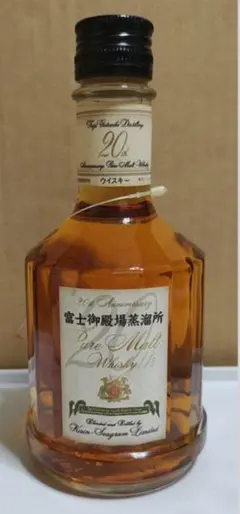 Fuji Gotemba Distillery
20th
Anniversary Pure Malt Whisky
ウイスキー
20th Anniversary
富士御殿場蒸溜所
Pure Malt
Whisky
Blended and Bottled by
Kirin-Seagram Limited